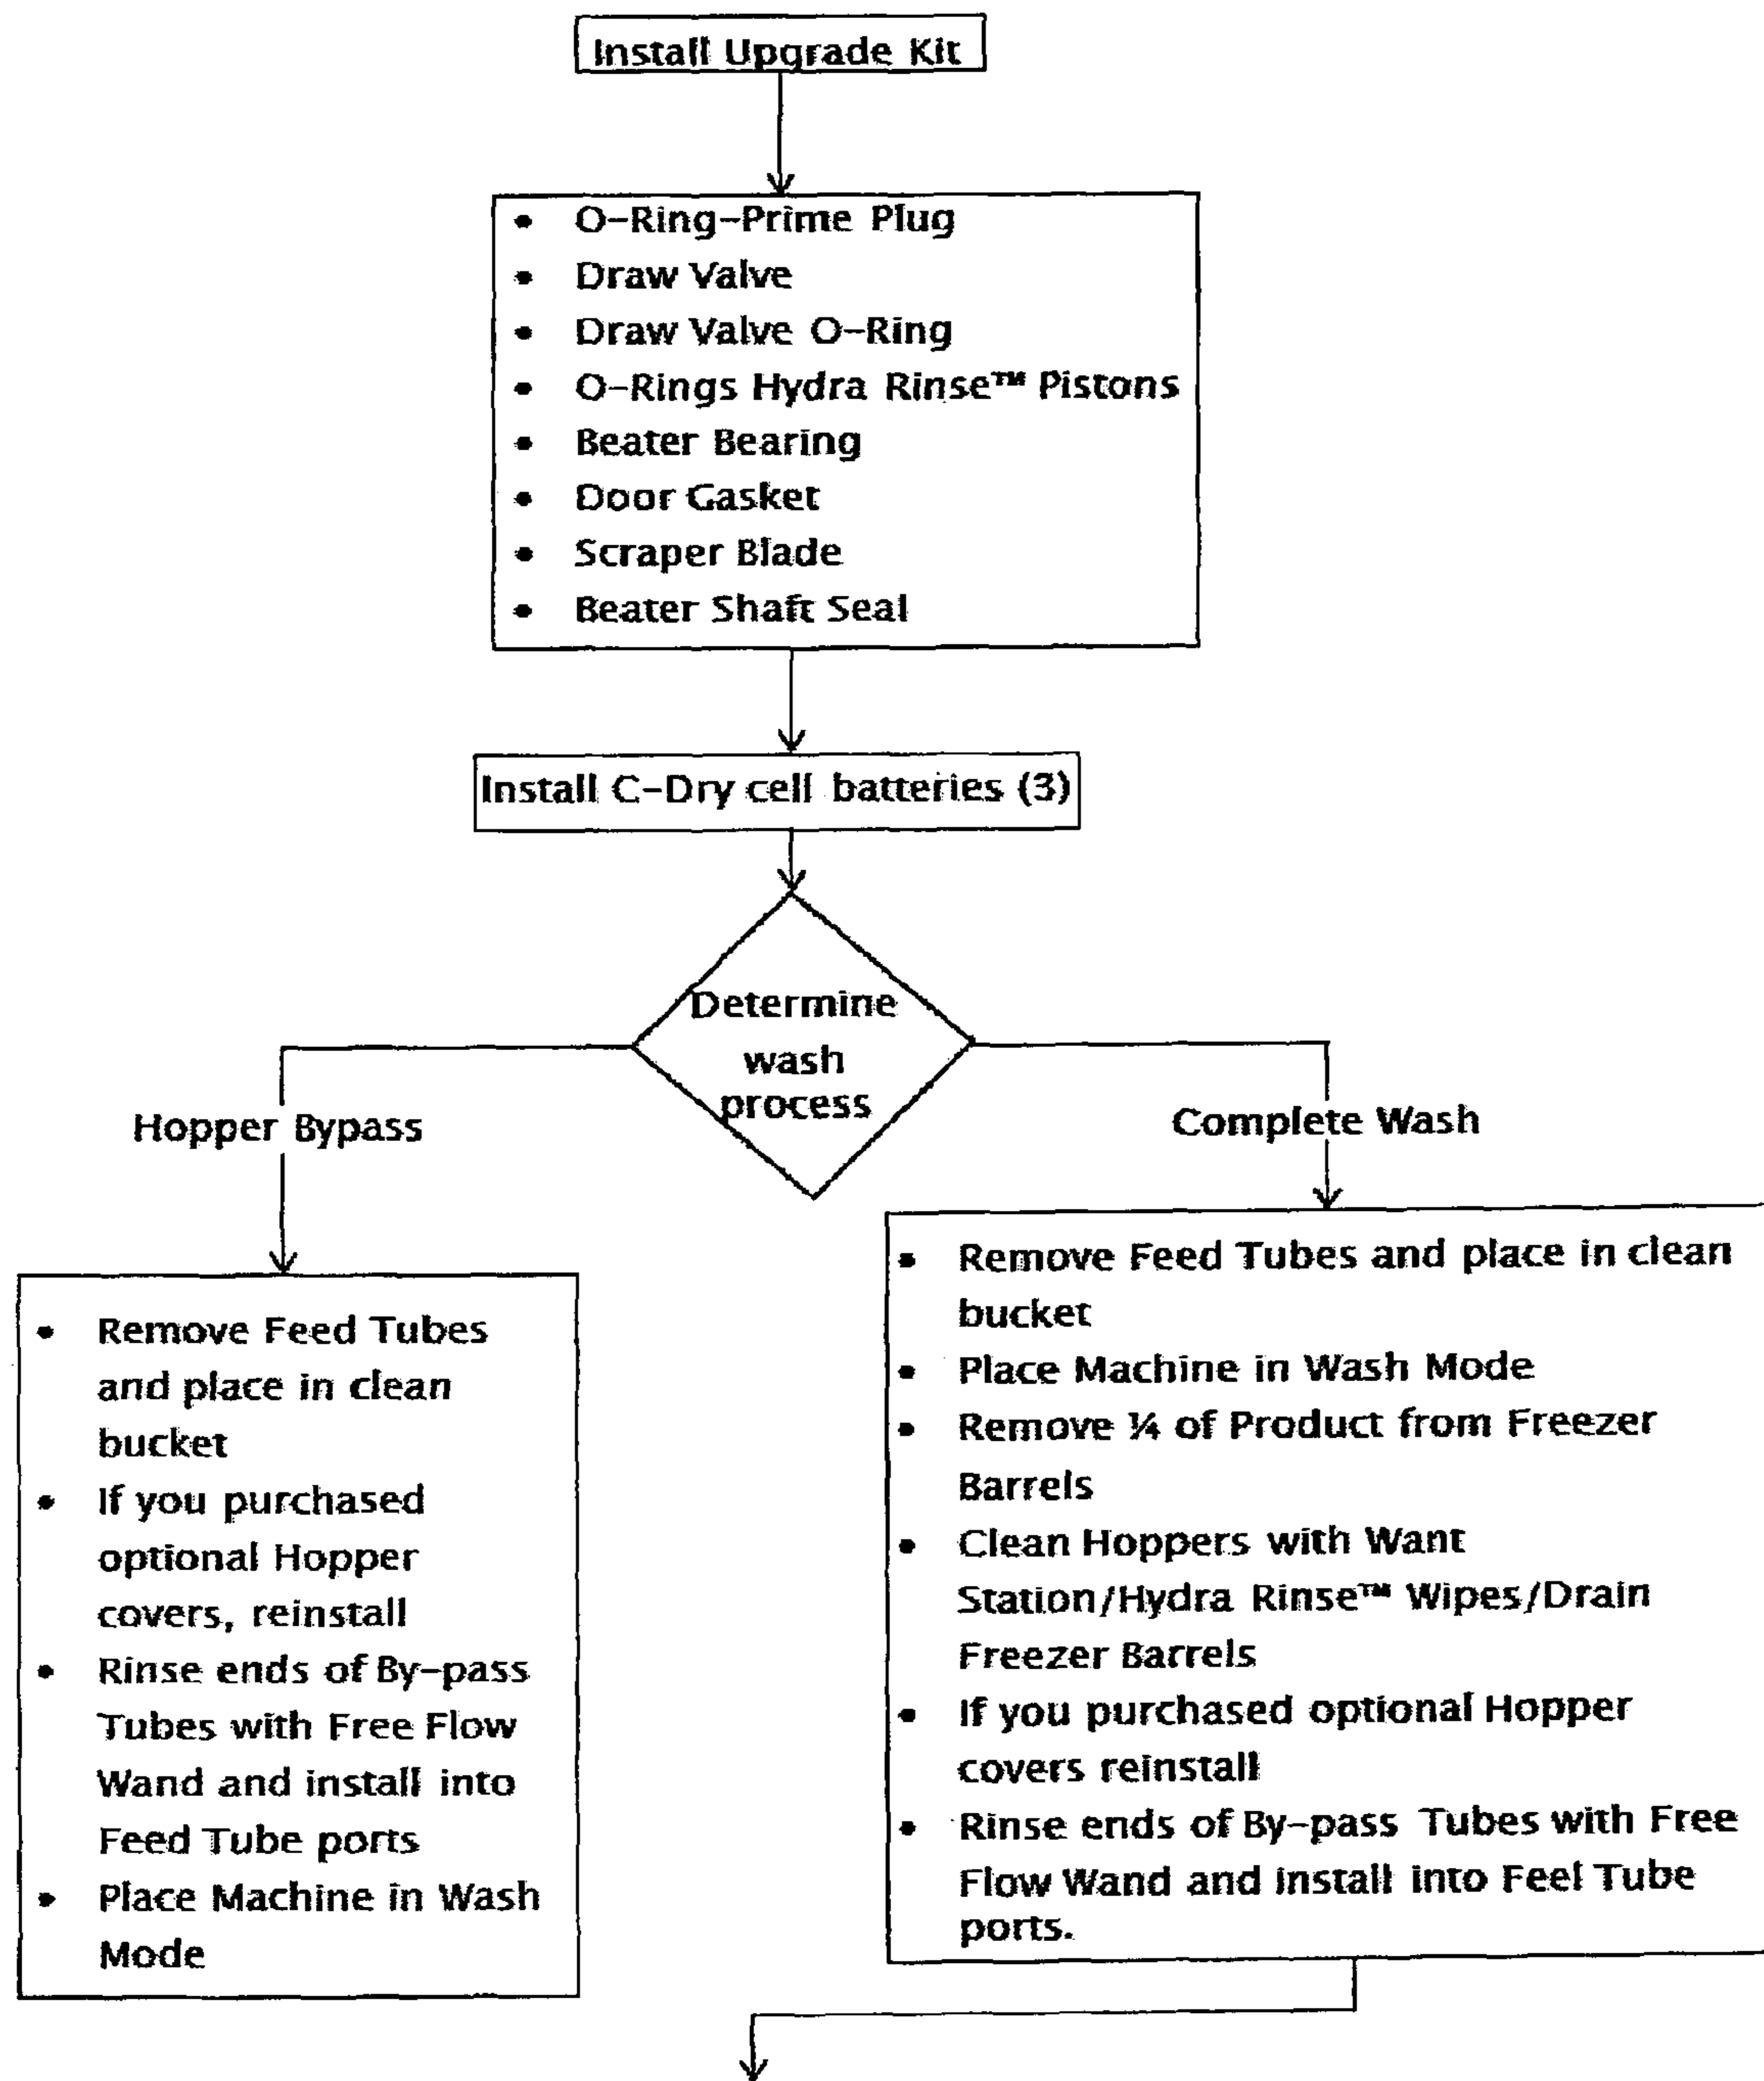 Install Upgrade Kit
• O-Ring-Prime Plug
• Draw Valve
• Draw Valve O-Ring
• O-Rings Hydra Rinse™ Pistons
• Beater Bearing
• Door Gasket
• Scraper Blade
• Beater Shaft Seal
Install C-Dry cell batteries (3)
Determine
wash
process
Hopper Bypass
• Remove Feed Tubes
and place in clean
bucket
• If you purchased
optional Hopper
covers, reinstall
• Rinse ends of By-pass
Tubes with Free Flow
Wand and install into
Feed Tube ports
• Place Machine in Wash
Mode
Complete Wash
• Remove Feed Tubes and place in clean
bucket
• Place Machine in Wash Mode
• Remove ¼ of Product from Freezer
Barrels
• Clean Hoppers with Want
Station/Hydra Rinse™ Wipes/Drain
Freezer Barrels
• If you purchased optional Hopper
covers reinstall
• Rinse ends of By-pass Tubes with Free
Flow Wand and install into Feel Tube
ports.